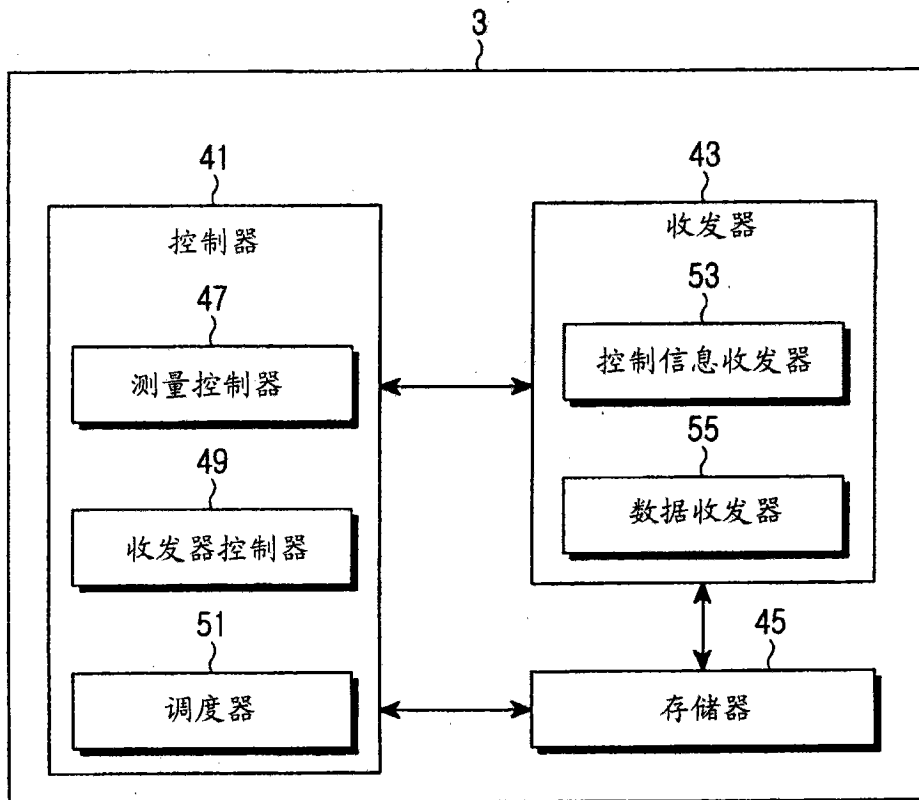 3
41
控制器
47
测量控制器
49
收发器控制器
51
调度器
43
收发器
53
控制信息收发器
55
数据收发器
45
存储器